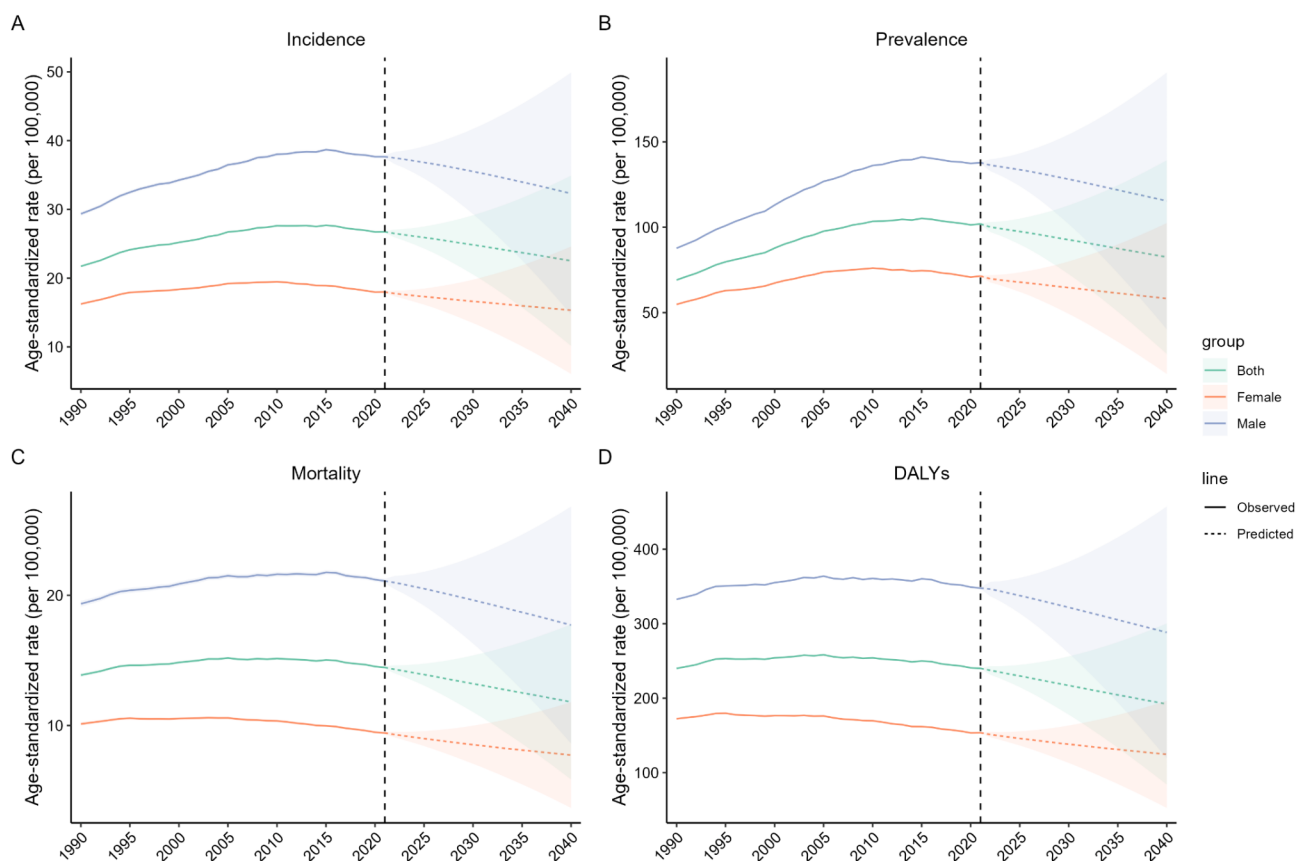 A
Incidence
Age-standardized rate (per 100,000)
50
40
30
20
10
1990 1995 2000 2005 2010 2015 2020 2025 2030 2035 2040
B
Prevalence
Age-standardized rate (per 100,000)
150
100
50
1990 1995 2000 2005 2010 2015 2020 2025 2030 2035 2040
C
Mortality
Age-standardized rate (per 100,000)
20
10
1990 1995 2000 2005 2010 2015 2020 2025 2030 2035 2040
D
DALYs
Age-standardized rate (per 100,000)
400
300
200
100
1990 1995 2000 2005 2010 2015 2020 2025 2030 2035 2040
group
Both
Female
Male
line
Observed
Predicted